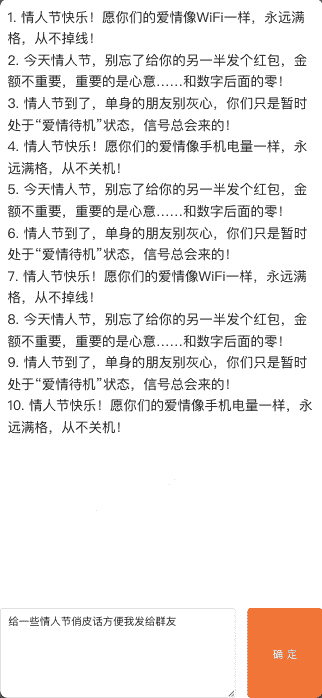 1. 情人节快乐！愿你们的爱情像WiFi一样，永远满
格，从不掉线！
2. 今天情人节，别忘了给你的另一半发个红包，金
额不重要，重要的是心意……和数字后面的零！
3. 情人节到了，单身的朋友别灰心，你们只是暂时
处于“爱情待机”状态，信号总会来的！
4. 情人节快乐！愿你们的爱情像手机电量一样，永
远满格，从不关机！
5. 今天情人节，别忘了给你的另一半发个红包，金
额不重要，重要的是心意……和数字后面的零！
6. 情人节到了，单身的朋友别灰心，你们只是暂时
处于“爱情待机”状态，信号总会来的！
7. 情人节快乐！愿你们的爱情像WiFi一样，永远满
格，从不掉线！
8. 今天情人节，别忘了给你的另一半发个红包，金
额不重要，重要的是心意……和数字后面的零！
9. 情人节到了，单身的朋友别灰心，你们只是暂时
处于“爱情待机”状态，信号总会来的！
10. 情人节快乐！愿你们的爱情像手机电量一样，永
远满格，从不关机！
给一些情人节俏皮话方便我发给群友
确定